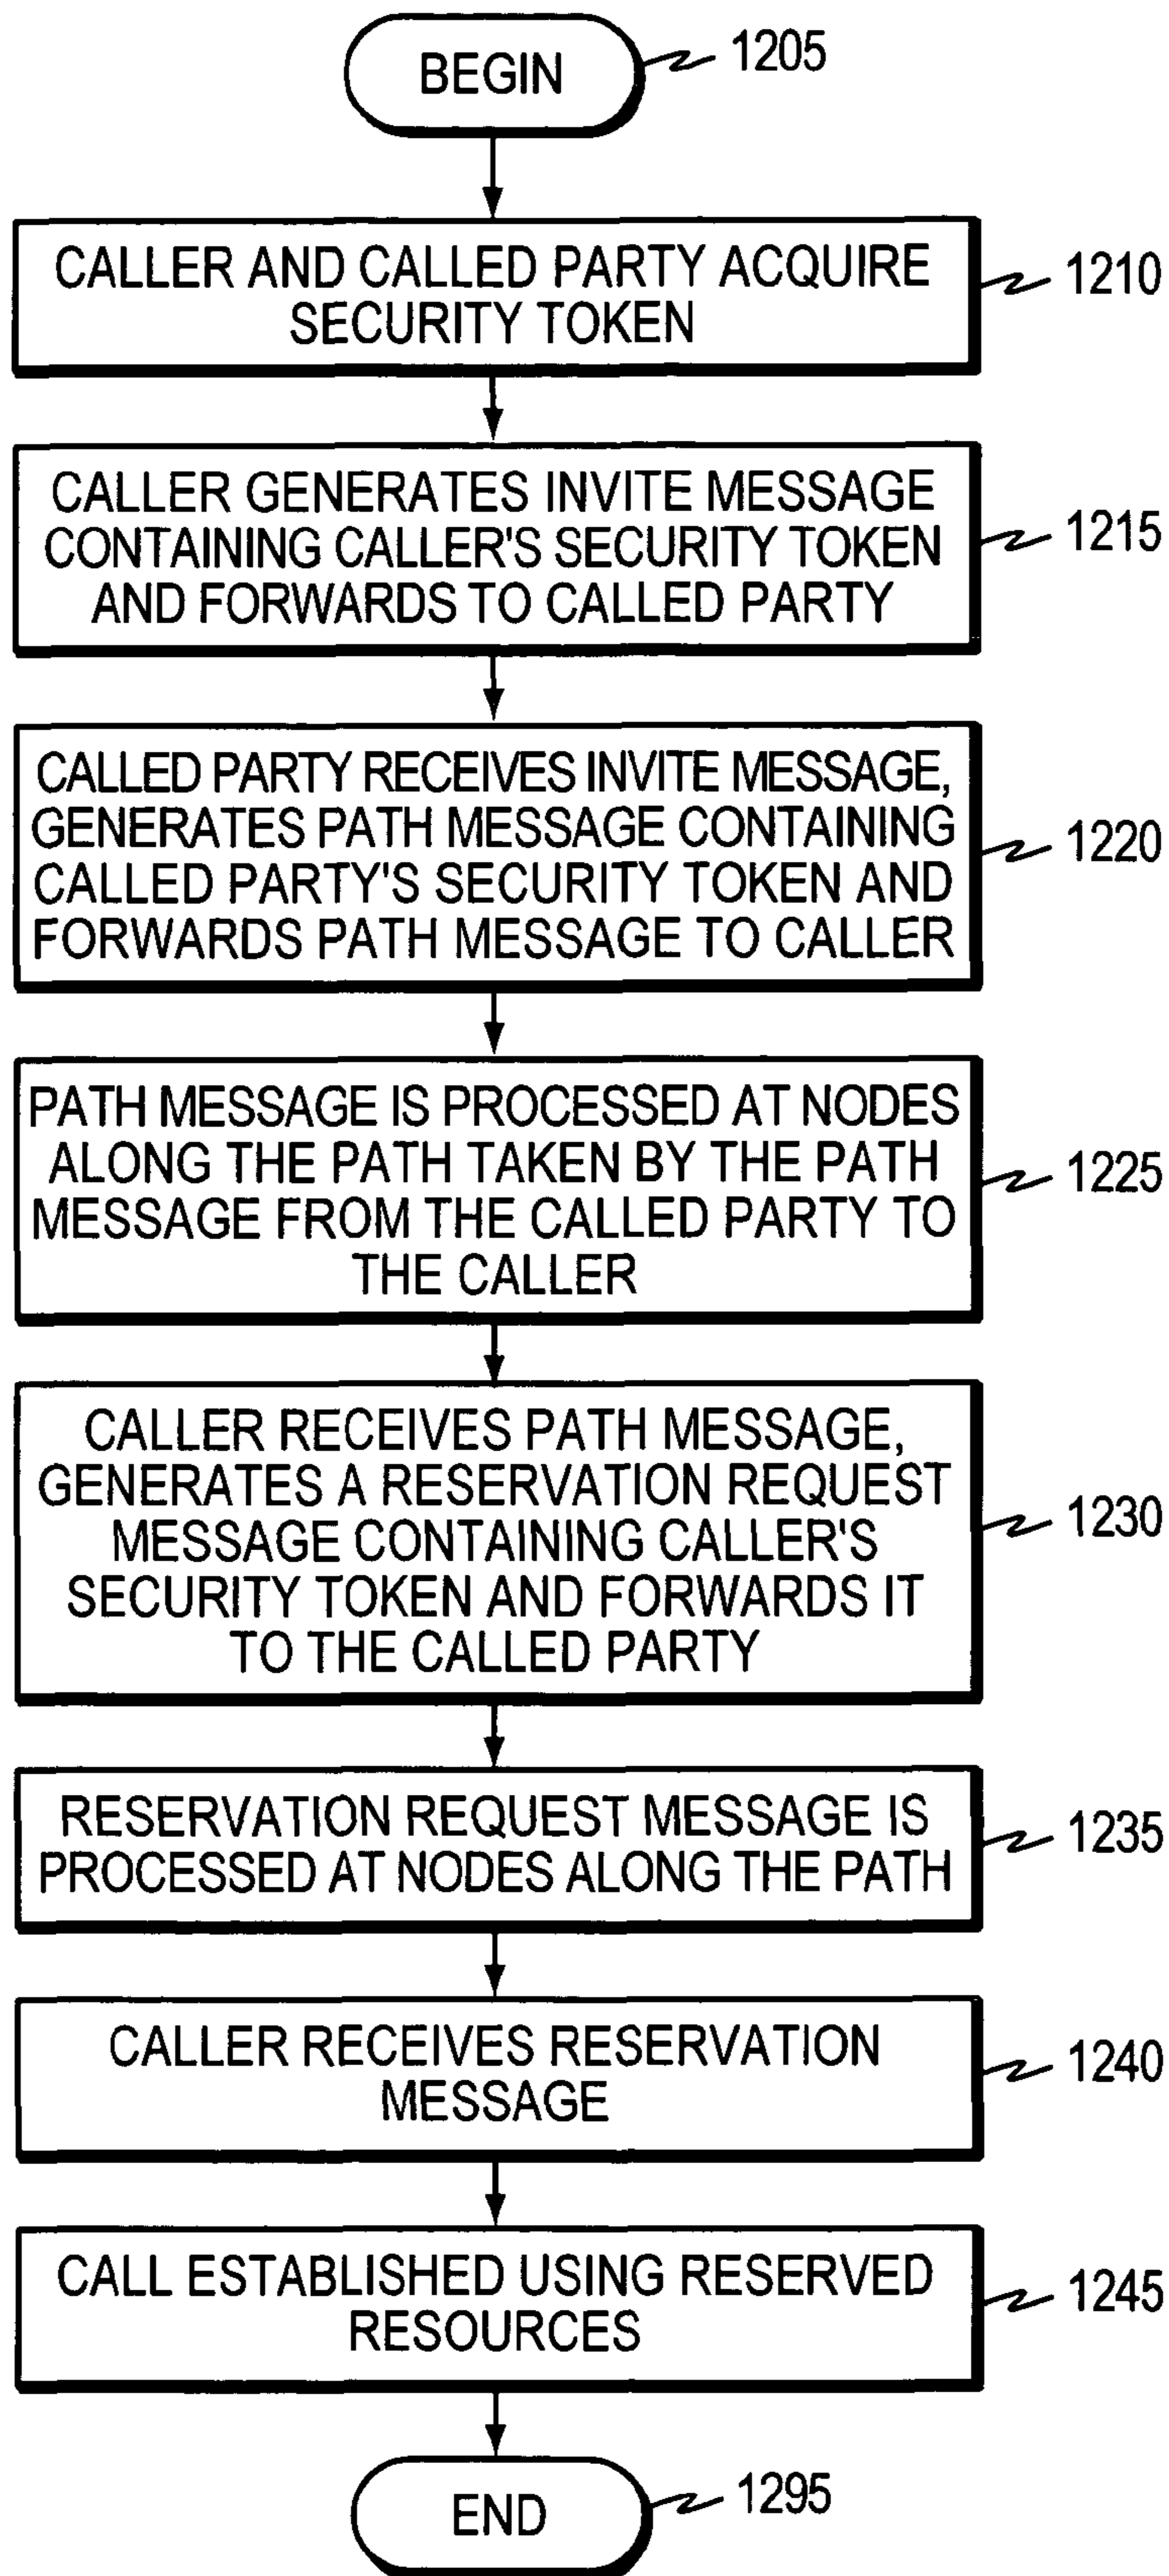 BEGIN
1205
CALLER AND CALLED PARTY ACQUIRE
SECURITY TOKEN
1210
CALLER GENERATES INVITE MESSAGE
CONTAINING CALLER'S SECURITY TOKEN
AND FORWARDS TO CALLED PARTY
1215
CALLED PARTY RECEIVES INVITE MESSAGE,
GENERATES PATH MESSAGE CONTAINING
CALLED PARTY'S SECURITY TOKEN AND
FORWARDS PATH MESSAGE TO CALLER
1220
PATH MESSAGE IS PROCESSED AT NODES
ALONG THE PATH TAKEN BY THE PATH
MESSAGE FROM THE CALLED PARTY TO
THE CALLER
1225
CALLER RECEIVES PATH MESSAGE,
GENERATES A RESERVATION REQUEST
MESSAGE CONTAINING CALLER'S
SECURITY TOKEN AND FORWARDS IT
TO THE CALLED PARTY
1230
RESERVATION REQUEST MESSAGE IS
PROCESSED AT NODES ALONG THE PATH
1235
CALLER RECEIVES RESERVATION
MESSAGE
1240
CALL ESTABLISHED USING RESERVED
RESOURCES
1245
END
1295